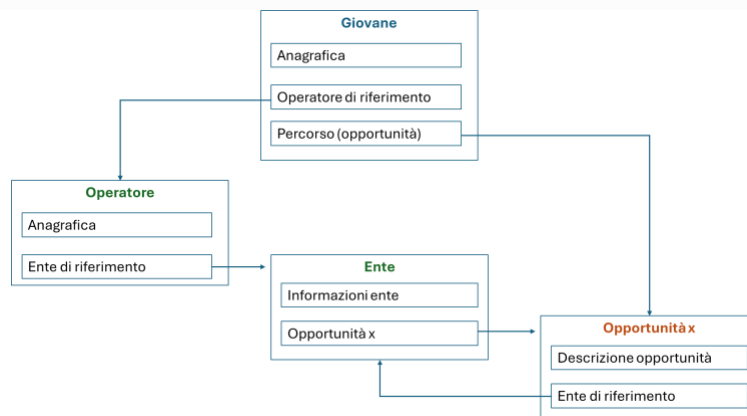 Giovane
Anagrafica
Operatore di riferimento
Percorso (opportunità)
Operatore
Anagrafica
Ente di riferimento
Ente
Informazioni ente
Opportunità x
Opportunità x
Descrizione opportunità
Ente di riferimento